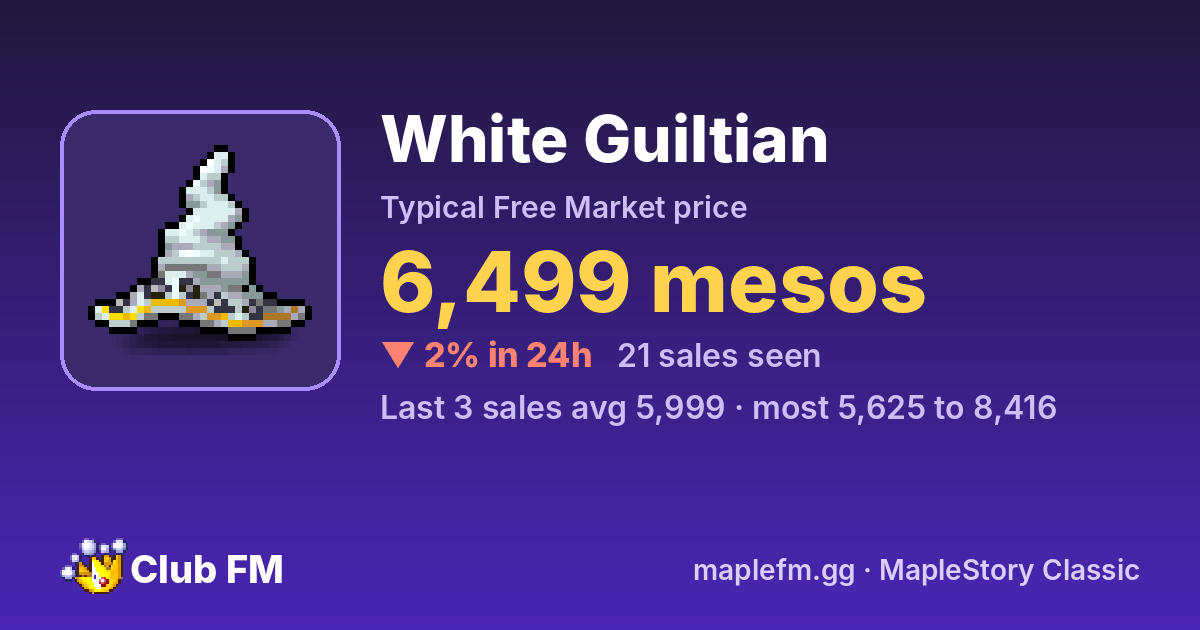 White Guiltian
Typical Free Market price
6,499 mesos
▼ 2% in 24h 21 sales seen
Last 3 sales avg 5,999 · most 5,625 to 8,416
Club FM
maplefm.gg · MapleStory Classic